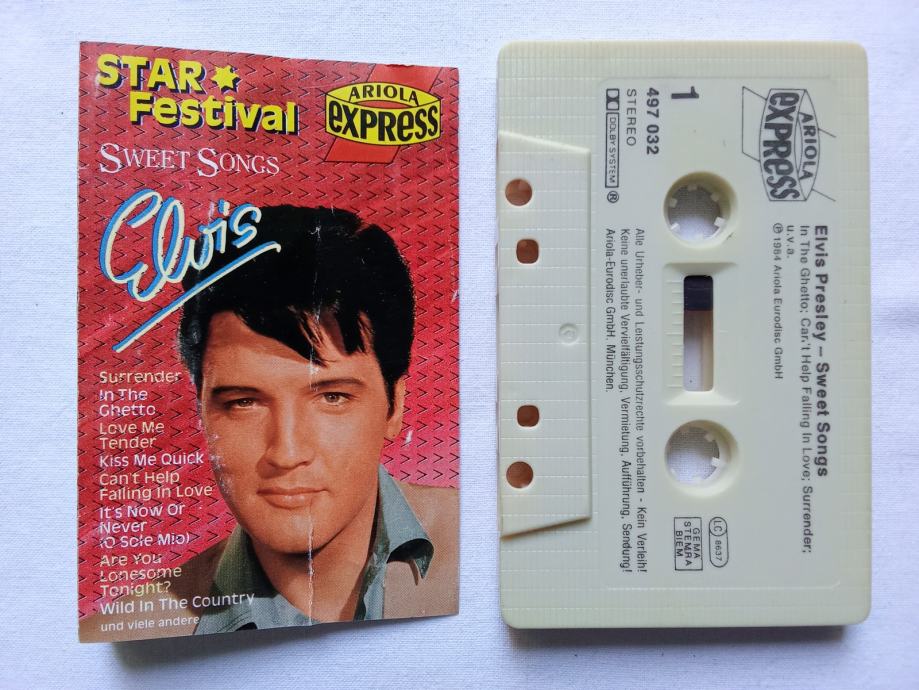 STAR
Festival
ARIOLA
EXPRESS
SWEET SONGS
Elvis
Surrender
In The
Ghetto
Love Me
Tender
Kiss Me Quick
Can't Help
Falling In Love
It's Now Or
Never
(O Sole Mio)
Are You
Lonesome
Tonight?
Wild In The Country
und viele andere
ARIOLA
EXPRESS
Elvis Presley – Sweet Songs
In The Ghetto; Can't Help Falling In Love; Surrender;
u.v.a.
℗ 1984 Ariola Eurodisc GmbH
1
497 032
STEREO
DOLBY SYSTEM ®
LC 8637
GEMA
STEMRA
BIEM
Alle Urheber- und Leistungsschutzrechte vorbehalten - Kein Verleih!
Keine unerlaubte Vervielfältigung, Vermietung, Aufführung, Sendung!
Ariola-Eurodisc GmbH, München.